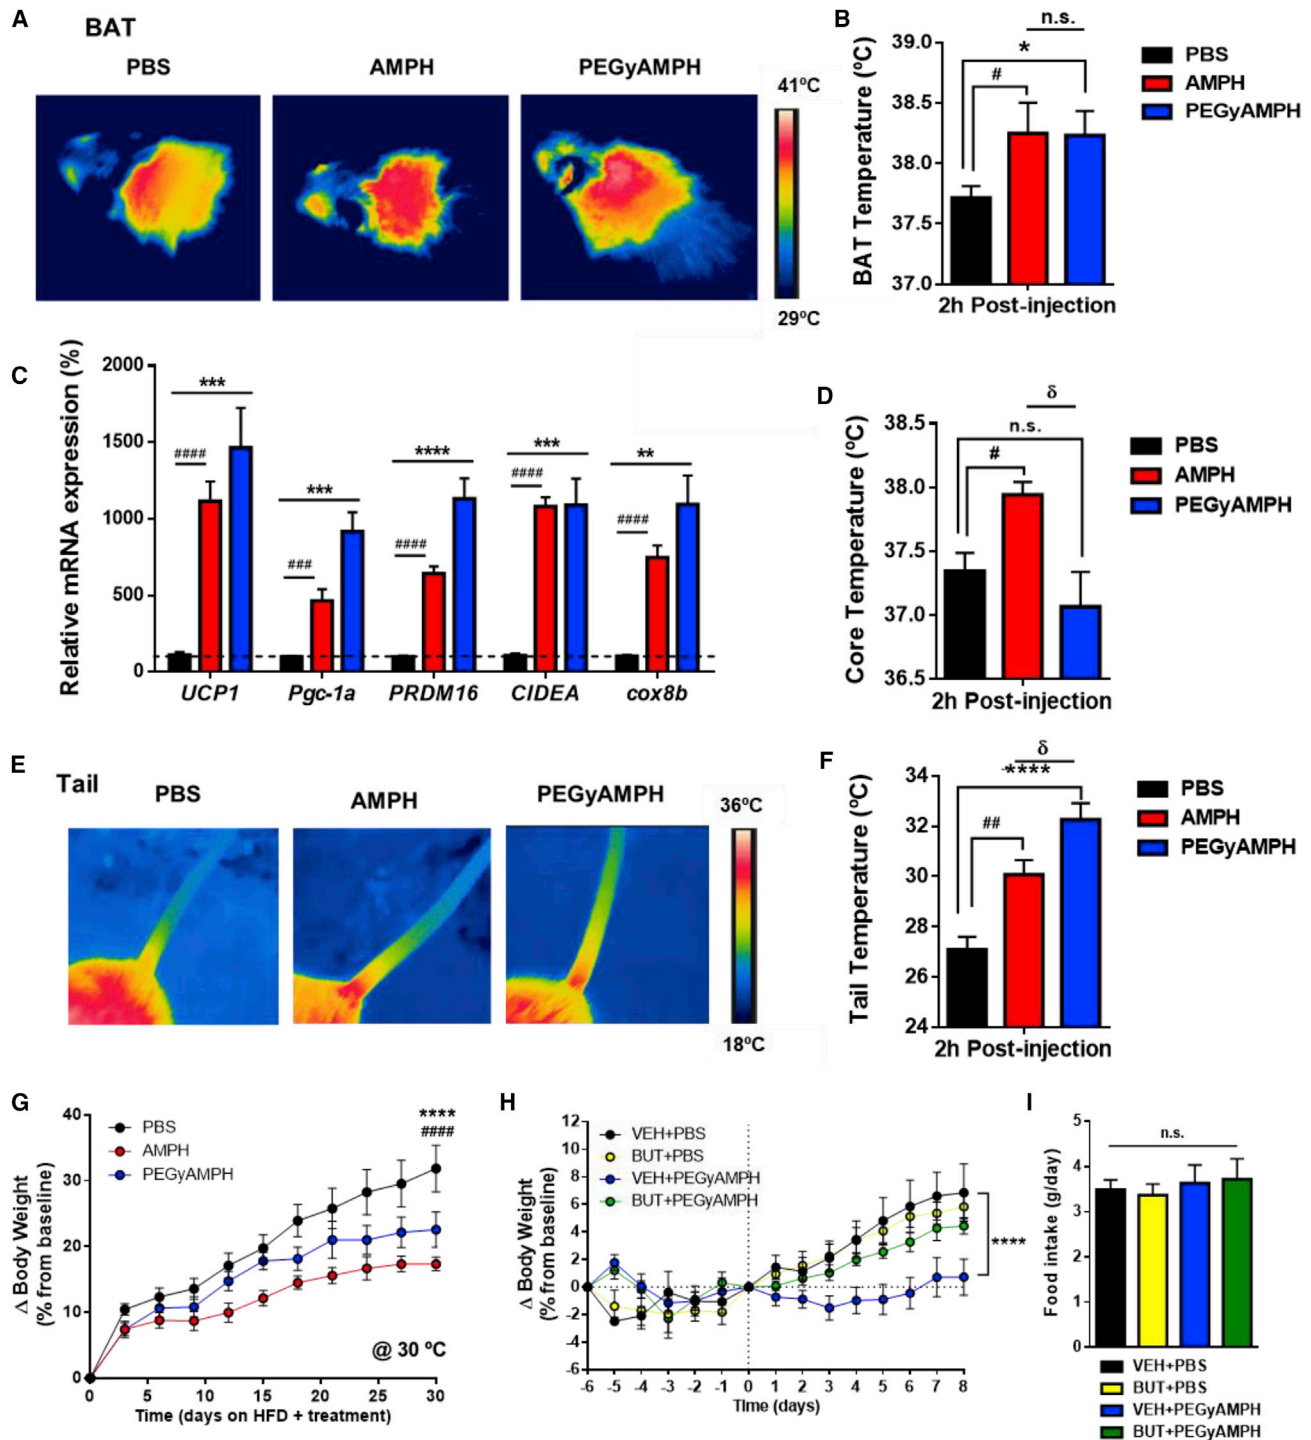 A
BAT
PBS
AMPH
PEGyAMPH
41ºC
29ºC
B
n.s.
*
#
39.0
38.5
38.0
37.5
37.0
BAT Temperature (ºC)
2h Post-injection
PBS
AMPH
PEGyAMPH
C
Relative mRNA expression (%)
2000
1500
1000
500
0
***
####
***
###
****
####
***
####
**
####
UCP1
Pgc-1a
PRDM16
CIDEA
cox8b
D
δ
n.s.
#
38.5
38.0
37.5
37.0
36.5
Core Temperature (ºC)
2h Post-injection
PBS
AMPH
PEGyAMPH
E
Tail
PBS
AMPH
PEGyAMPH
36ºC
18ºC
F
δ
****
##
34
32
30
28
26
24
Tail Temperature (ºC)
2h Post-injection
PBS
AMPH
PEGyAMPH
G
Δ Body Weight
(% from baseline)
40
30
20
10
0
PBS
AMPH
PEGyAMPH
****
####
@ 30 ºC
0 5 10 15 20 25 30
Time (days on HFD + treatment)
H
Δ Body Weight
(% from baseline)
12
10
8
6
4
2
0
-2
-4
-6
VEH+PBS
BUT+PBS
VEH+PEGyAMPH
BUT+PEGyAMPH
****
-6 -5 -4 -3 -2 -1 0 1 2 3 4 5 6 7 8
Time (days)
I
Food intake (g/day)
5
4
3
2
1
0
n.s.
VEH+PBS
BUT+PBS
VEH+PEGyAMPH
BUT+PEGyAMPH